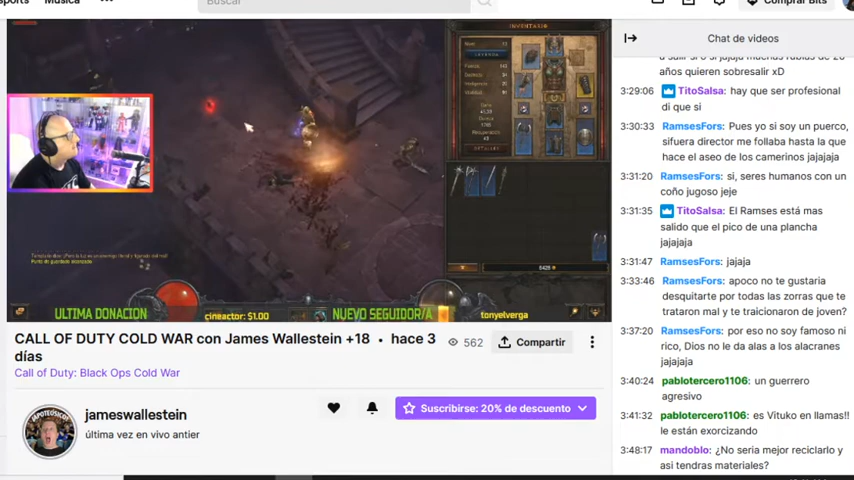 Música
•••
Buscar
Comprar Bits
INVENTARIO
DETALLES
5425
ULTIMA DONACION
cineactor: $1.00
NUEVO SEGUIDOR/A
tonyelverga
CALL OF DUTY COLD WAR con James Wallestein +18 • hace 3
días
562
Compartir
Call of Duty: Black Ops Cold War
jameswallestein
última vez en vivo antier
Suscribirse: 20% de descuento
Chat de videos
años quieren sobresalir xD
3:29:06 TitoSalsa: hay que ser profesional
di que si
3:30:33 RamsesFors: Pues yo si soy un puerco,
sifuera director me follaba hasta la que
hace el aseo de los camerinos jajajaja
3:31:20 RamsesFors: si, seres humanos con un
coño jugoso jeje
3:31:35 TitoSalsa: El Ramses está mas
salido que el pico de una plancha
jajajaja
3:31:47 RamsesFors: jajaja
3:33:46 RamsesFors: apoco no te gustaria
desquitarte por todas las zorras que te
trataron mal y te traicionaron de joven?
3:37:20 RamsesFors: por eso no soy famoso ni
rico, Dios no le da alas a los alacranes
jajajaja
3:40:24 pablotercero1106: un guerrero
agresivo
3:41:32 pablotercero1106: es Vituko en llamas!!
le están exorcizando
3:48:17 mandoblo: ¿No seria mejor reciclarlo y
asi tendras materiales?